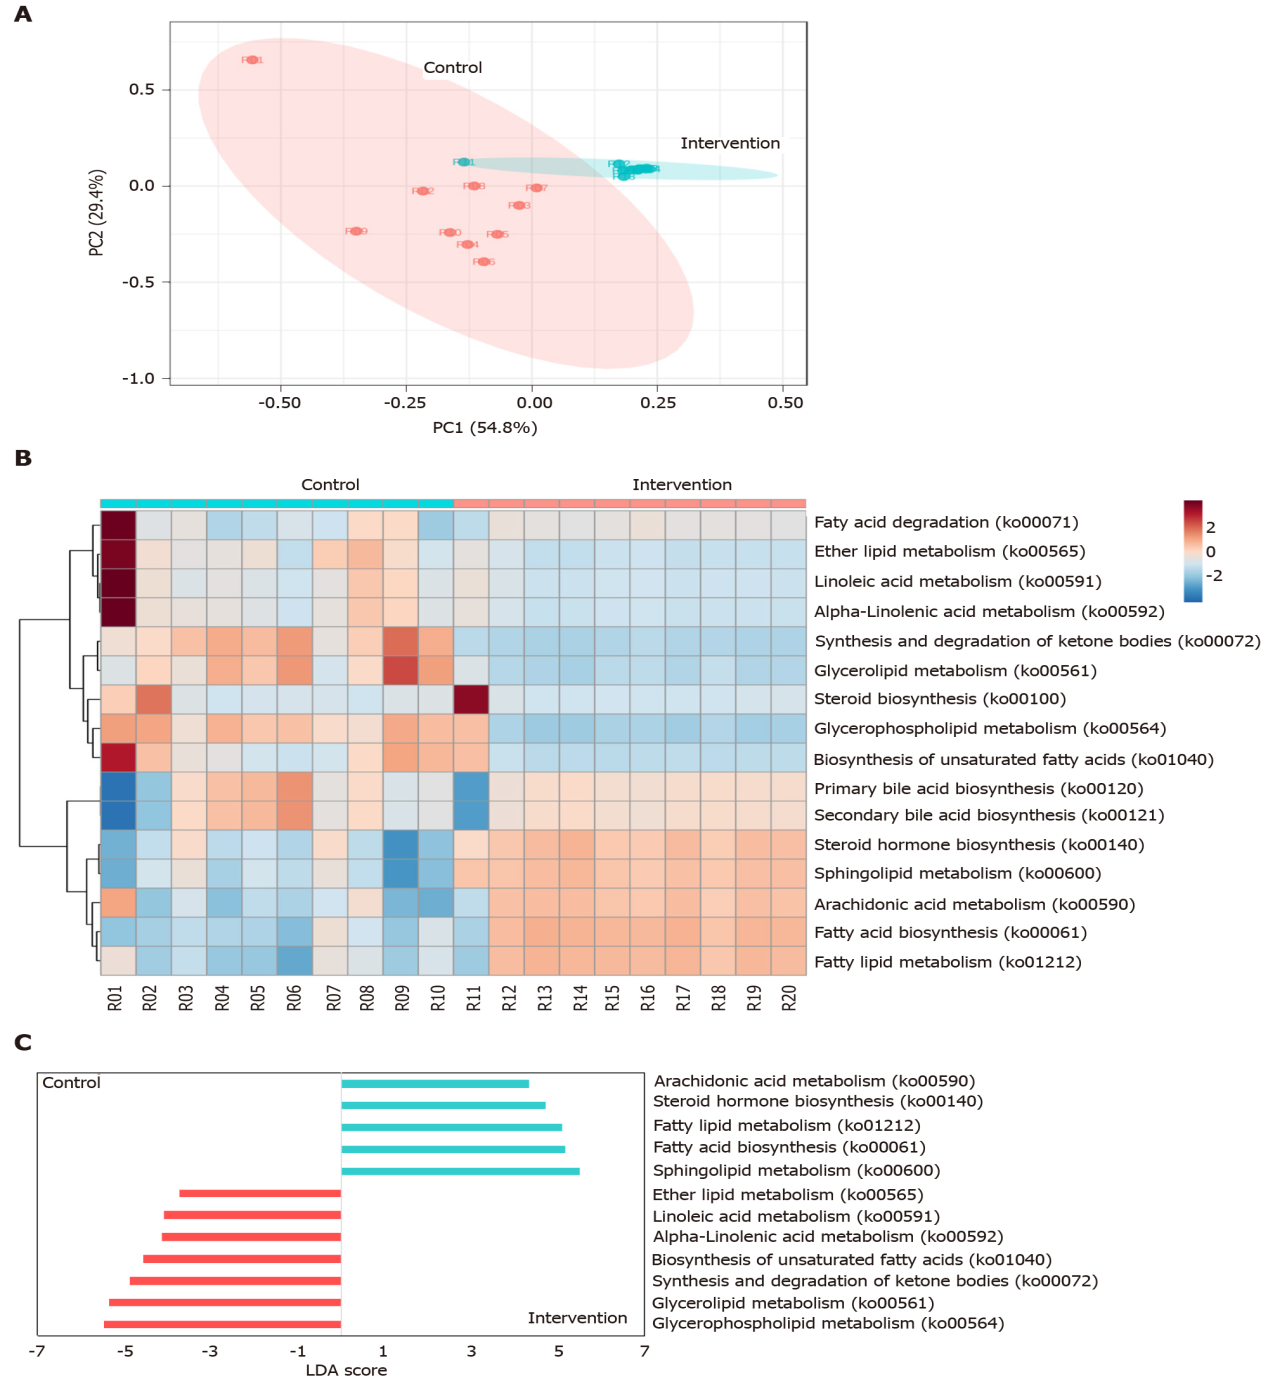 A
Control
Intervention
0.5
0.0
-0.5
-1.0
PC2 (29.4%)
-0.50
-0.25
0.00
0.25
0.50
PC1 (54.8%)
B
Control
Intervention
Faty acid degradation (ko00071)
Ether lipid metabolism (ko00565)
Linoleic acid metabolism (ko00591)
Alpha-Linolenic acid metabolism (ko00592)
Synthesis and degradation of ketone bodies (ko00072)
Glycerolipid metabolism (ko00561)
Steroid biosynthesis (ko00100)
Glycerophospholipid metabolism (ko00564)
Biosynthesis of unsaturated fatty acids (ko01040)
Primary bile acid biosynthesis (ko00120)
Secondary bile acid biosynthesis (ko00121)
Steroid hormone biosynthesis (ko00140)
Sphingolipid metabolism (ko00600)
Arachidonic acid metabolism (ko00590)
Fatty acid biosynthesis (ko00061)
Fatty lipid metabolism (ko01212)
2
0
-2
R01 R02 R03 R04 R05 R06 R07 R08 R09 R10 R11 R12 R13 R14 R15 R16 R17 R18 R19 R20
C
Control
Arachidonic acid metabolism (ko00590)
Steroid hormone biosynthesis (ko00140)
Fatty lipid metabolism (ko01212)
Fatty acid biosynthesis (ko00061)
Sphingolipid metabolism (ko00600)
Ether lipid metabolism (ko00565)
Linoleic acid metabolism (ko00591)
Alpha-Linolenic acid metabolism (ko00592)
Biosynthesis of unsaturated fatty acids (ko01040)
Synthesis and degradation of ketone bodies (ko00072)
Glycerolipid metabolism (ko00561)
Intervention
Glycerophospholipid metabolism (ko00564)
-7 -5 -3 -1 1 3 5 7
LDA score